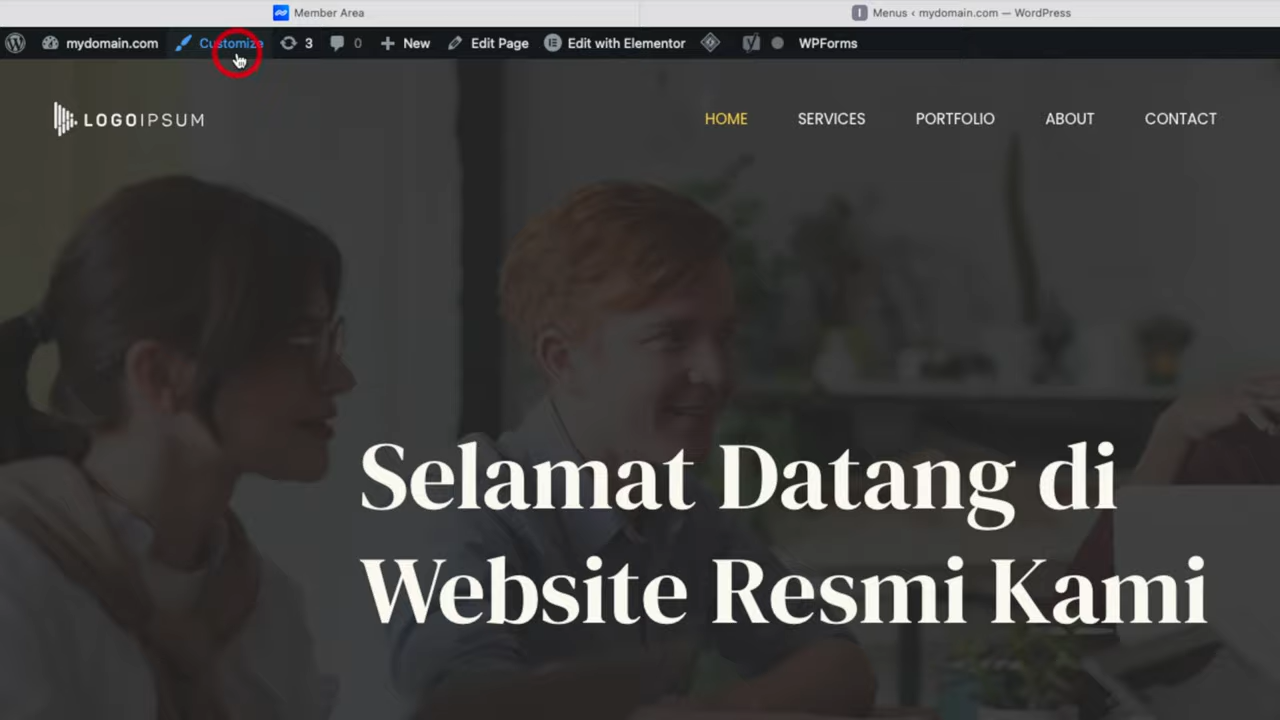 Member Area
Menus ‹ mydomain.com — WordPress
mydomain.com Customize 3 0 New Edit Page Edit with Elementor WPForms
LOGOIPSUM HOME SERVICES PORTFOLIO ABOUT CONTACT
Selamat Datang di
Website Resmi Kami